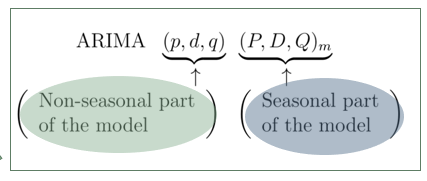 ARIMA (p, d, q) (P, D, Q)m
( Non-seasonal part ) ( Seasonal part )
of the model of the model